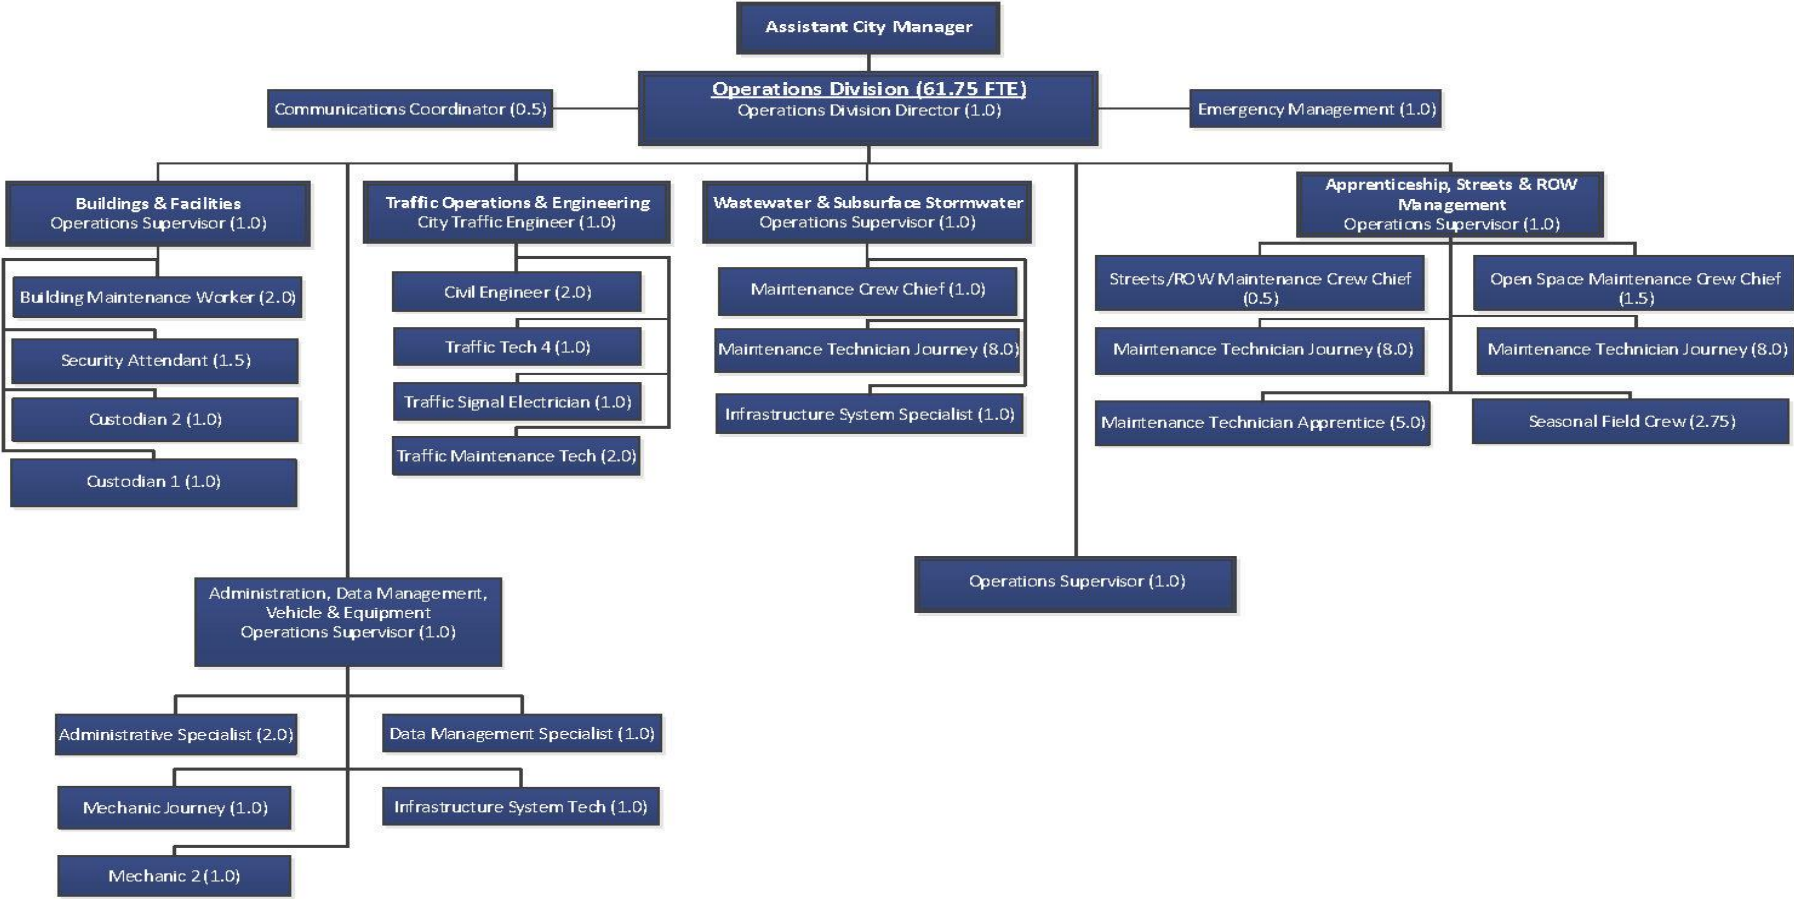 Assistant City Manager
Operations Division (61.75 FTE)
Operations Division Director (1.0)
Communications Coordinator (0.5)
Emergency Management (1.0)
Buildings & Facilities
Operations Supervisor (1.0)
Building Maintenance Worker (2.0)
Security Attendant (1.5)
Custodian 2 (1.0)
Custodian 1 (1.0)
Traffic Operations & Engineering
City Traffic Engineer (1.0)
Civil Engineer (2.0)
Traffic Tech 4 (1.0)
Traffic Signal Electrician (1.0)
Traffic Maintenance Tech (2.0)
Wastewater & Subsurface Stormwater
Operations Supervisor (1.0)
Maintenance Crew Chief (1.0)
Maintenance Technician Journey (8.0)
Infrastructure System Specialist (1.0)
Apprenticeship, Streets & ROW
Management
Operations Supervisor (1.0)
Streets/ROW Maintenance Crew Chief
(0.5)
Open Space Maintenance Crew Chief
(1.5)
Maintenance Technician Journey (8.0)
Maintenance Technician Journey (8.0)
Maintenance Technician Apprentice (5.0)
Seasonal Field Crew (2.75)
Operations Supervisor (1.0)
Administration, Data Management,
Vehicle & Equipment
Operations Supervisor (1.0)
Administrative Specialist (2.0)
Data Management Specialist (1.0)
Mechanic Journey (1.0)
Infrastructure System Tech (1.0)
Mechanic 2 (1.0)